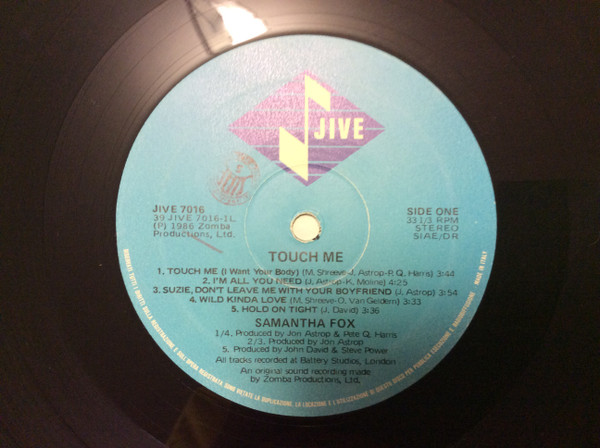 JIVE
JIVE 7016
39 JIVE 7016-1L
(P) 1986 Zomba
Productions, Ltd.
SIDE ONE
33 1/3 RPM
STEREO
SIAE/DR
TOUCH ME
1. TOUCH ME (I Want Your Body) (M. Shreeve-J. Astrop-P.Q. Harris) 3:44
2. I'M ALL YOU NEED (J. Astrop-K. Moline) 4:25
3. SUZIE, DON'T LEAVE ME WITH YOUR BOYFRIEND (J. Astrop) 3:54
4. WILD KINDA LOVE (M. Shreeve-O. Van Geldern) 3:33
5. HOLD ON TIGHT (J. David) 3:36
SAMANTHA FOX
1/4. Produced by Jon Astrop & Pete Q. Harris
2/3. Produced by Jon Astrop
5. Produced by John David & Steve Power
All tracks recorded at Battery Studios, London
An original sound recording made
by Zomba Productions, Ltd.
MADE IN ITALY